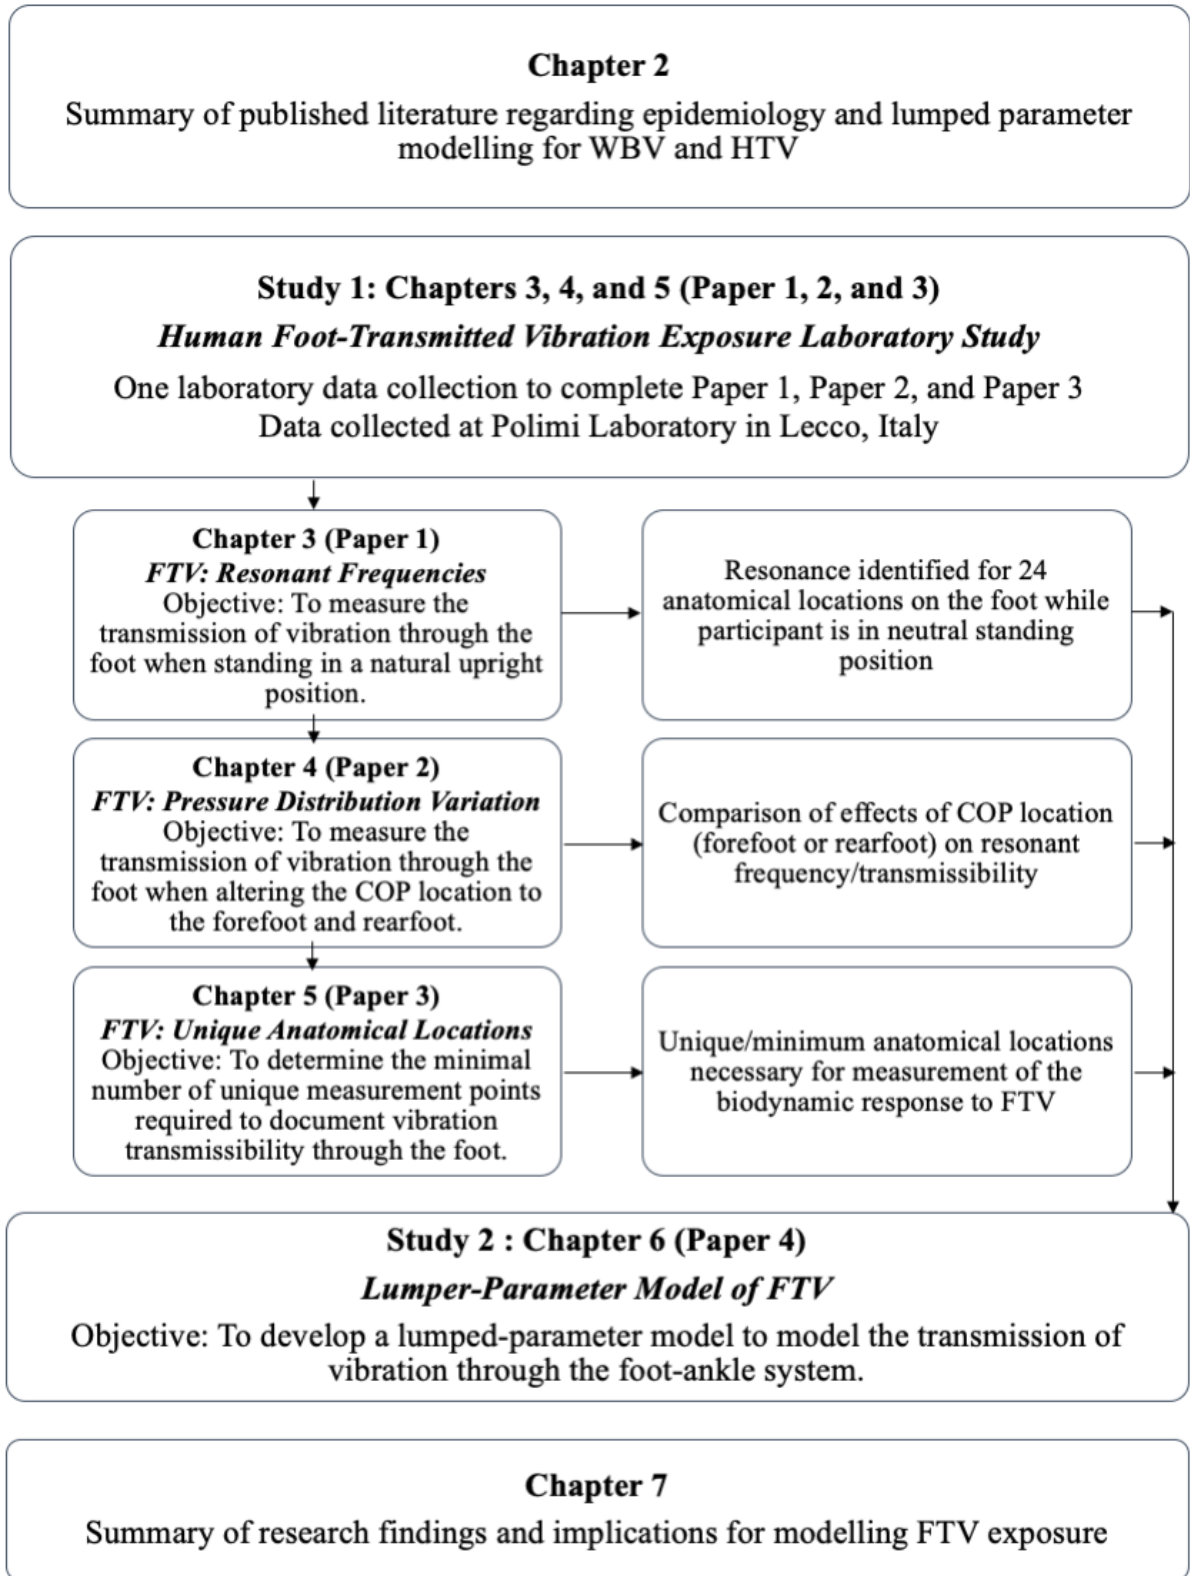 Chapter 2
Summary of published literature regarding epidemiology and lumped parameter
modelling for WBV and HTV
Study 1: Chapters 3, 4, and 5 (Paper 1, 2, and 3)
Human Foot-Transmitted Vibration Exposure Laboratory Study
One laboratory data collection to complete Paper 1, Paper 2, and Paper 3
Data collected at Polimi Laboratory in Lecco, Italy
Chapter 3 (Paper 1)
FTV: Resonant Frequencies
Objective: To measure the
transmission of vibration through the
foot when standing in a natural upright
position.
Resonance identified for 24
anatomical locations on the foot while
participant is in neutral standing
position
Chapter 4 (Paper 2)
FTV: Pressure Distribution Variation
Objective: To measure the
transmission of vibration through the
foot when altering the COP location to
the forefoot and rearfoot.
Comparison of effects of COP location
(forefoot or rearfoot) on resonant
frequency/transmissibility
Chapter 5 (Paper 3)
FTV: Unique Anatomical Locations
Objective: To determine the minimal
number of unique measurement points
required to document vibration
transmissibility through the foot.
Unique/minimum anatomical locations
necessary for measurement of the
biodynamic response to FTV
Study 2 : Chapter 6 (Paper 4)
Lumper-Parameter Model of FTV
Objective: To develop a lumped-parameter model to model the transmission of
vibration through the foot-ankle system.
Chapter 7
Summary of research findings and implications for modelling FTV exposure